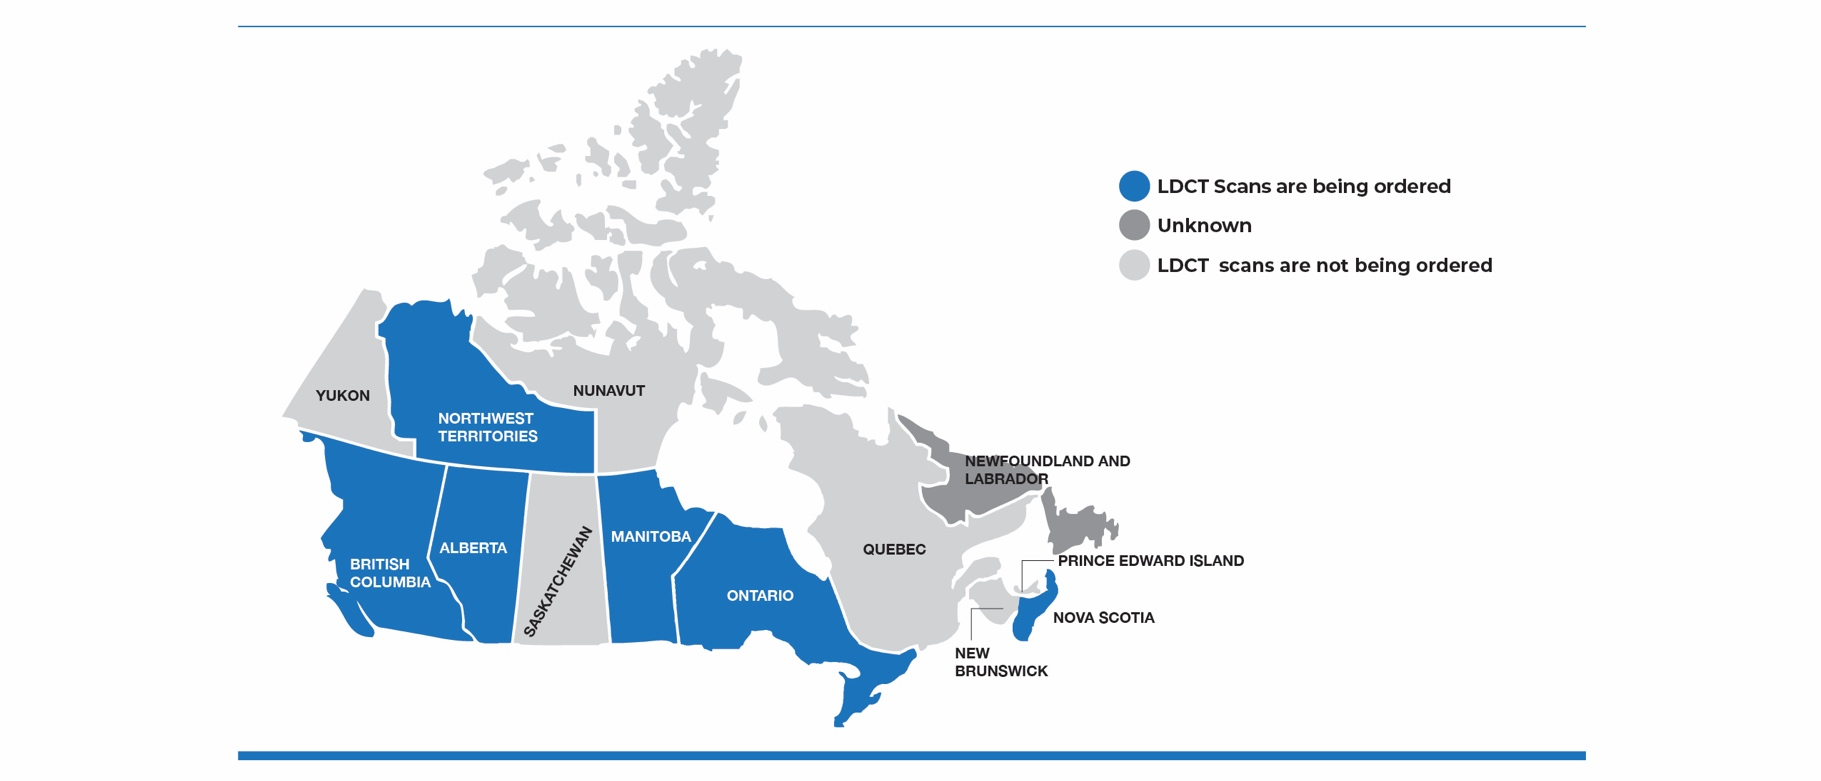 LDCT Scans are being ordered
Unknown
LDCT scans are not being ordered
YUKON
NUNAVUT
NORTHWEST
TERRITORIES
NEWFOUNDLAND AND
LABRADOR
BRITISH
COLUMBIA
ALBERTA
SASKATCHEWAN
MANITOBA
ONTARIO
QUEBEC
PRINCE EDWARD ISLAND
NOVA SCOTIA
NEW
BRUNSWICK